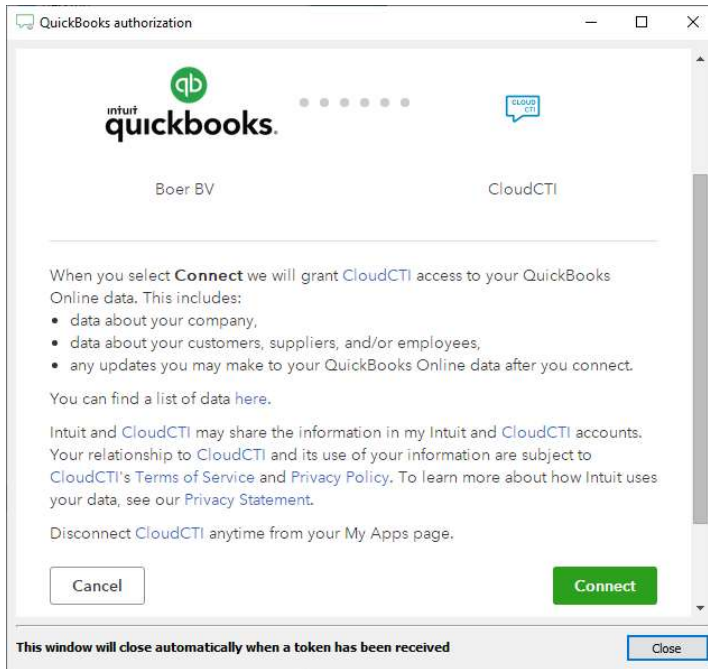 QuickBooks authorization
qb
intuit
quickbooks.
CLOUD
CTI
Boer BV
CloudCTI
When you select Connect we will grant CloudCTI access to your QuickBooks
Online data. This includes:
• data about your company,
• data about your customers, suppliers, and/or employees,
• any updates you may make to your QuickBooks Online data after you connect.
You can find a list of data here.
Intuit and CloudCTI may share the information in my Intuit and CloudCTI accounts.
Your relationship to CloudCTI and its use of your information are subject to
CloudCTI's Terms of Service and Privacy Policy. To learn more about how Intuit uses
your data, see our Privacy Statement.
Disconnect CloudCTI anytime from your My Apps page.
Cancel
Connect
This window will close automatically when a token has been received
Close